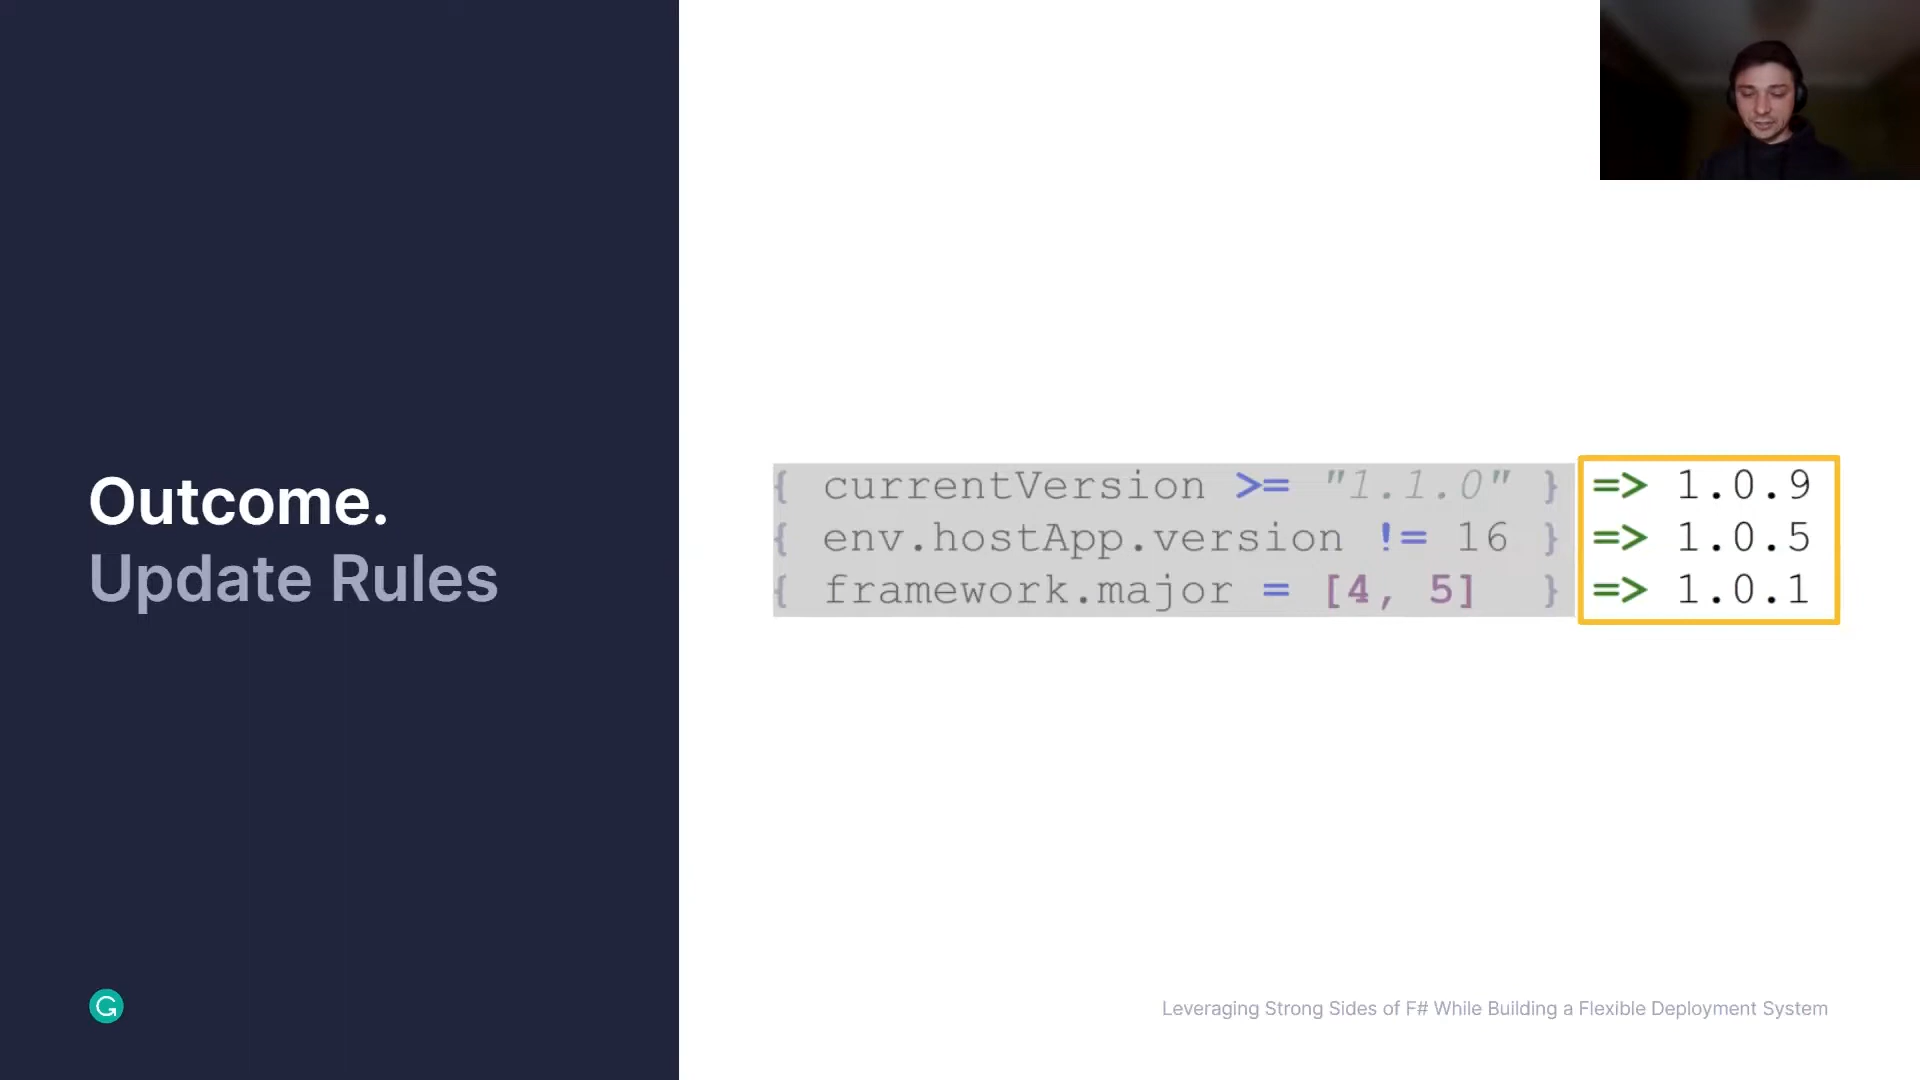 Outcome.
Update Rules
{ currentVersion >= "1.1.0" } => 1.0.9
{ env.hostApp.version != 16 } => 1.0.5
{ framework.major = [4, 5] } => 1.0.1
G
Leveraging Strong Sides of F# While Building a Flexible Deployment System